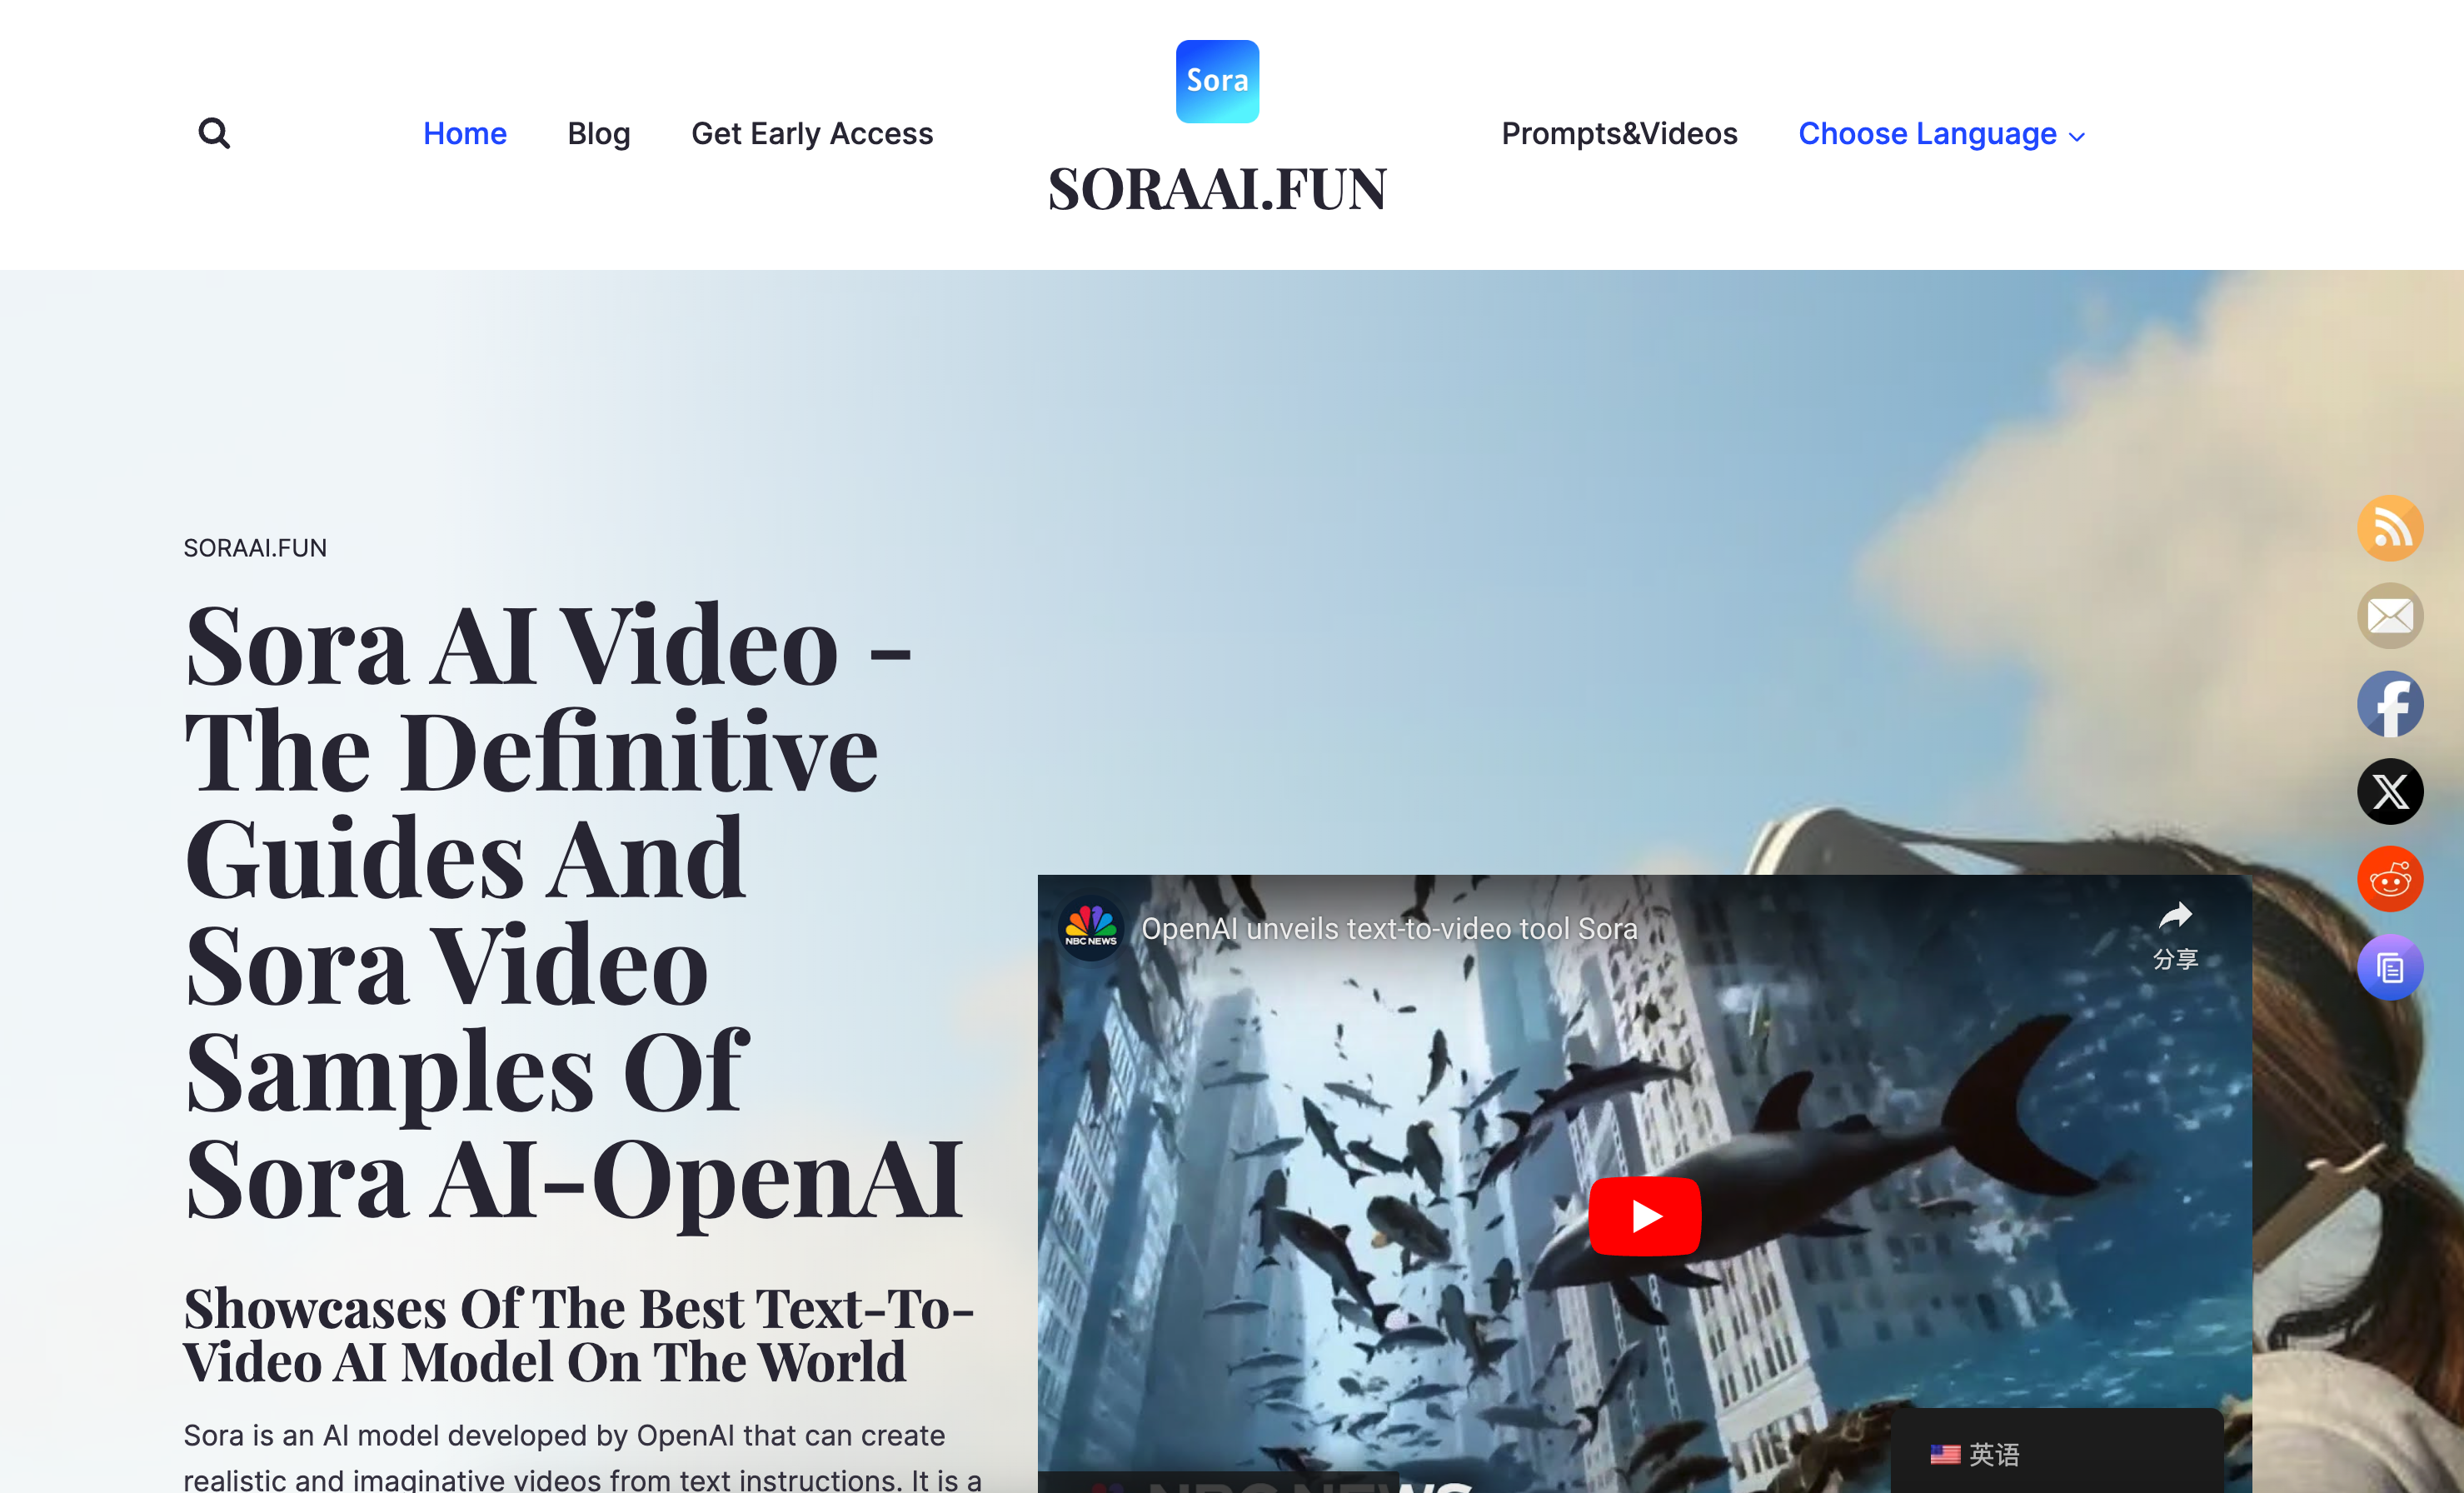 Sora
Home Blog Get Early Access
SORAAI.FUN
Prompts&Videos Choose Language
SORAAI.FUN
Sora AI Video –
The Definitive
Guides And
Sora Video
Samples Of
Sora AI–OpenAI
Showcases Of The Best Text-To-
Video AI Model On The World
Sora is an AI model developed by OpenAI that can create
realistic and imaginative videos from text instructions. It is a
NBC NEWS
OpenAI unveils text-to-video tool Sora
分享
NBC NEWS
英语